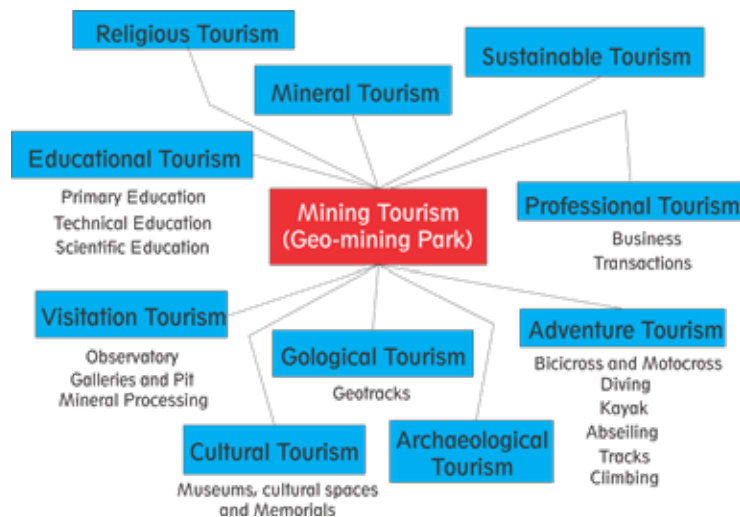 Religious Tourism
Sustainable Tourism
Mineral Tourism
Educational Tourism
Primary Education
Technical Education
Scientific Education
Mining Tourism
(Geo-mining Park)
Professional Tourism
Business
Transactions
Visitation Tourism
Observatory
Galleries and Pit
Mineral Processing
Gological Tourism
Geotracks
Adventure Tourism
Bicicross and Motocross
Diving
Kayak
Abseiling
Tracks
Climbing
Cultural Tourism
Museums, cultural spaces
and Memorials
Archaeological
Tourism